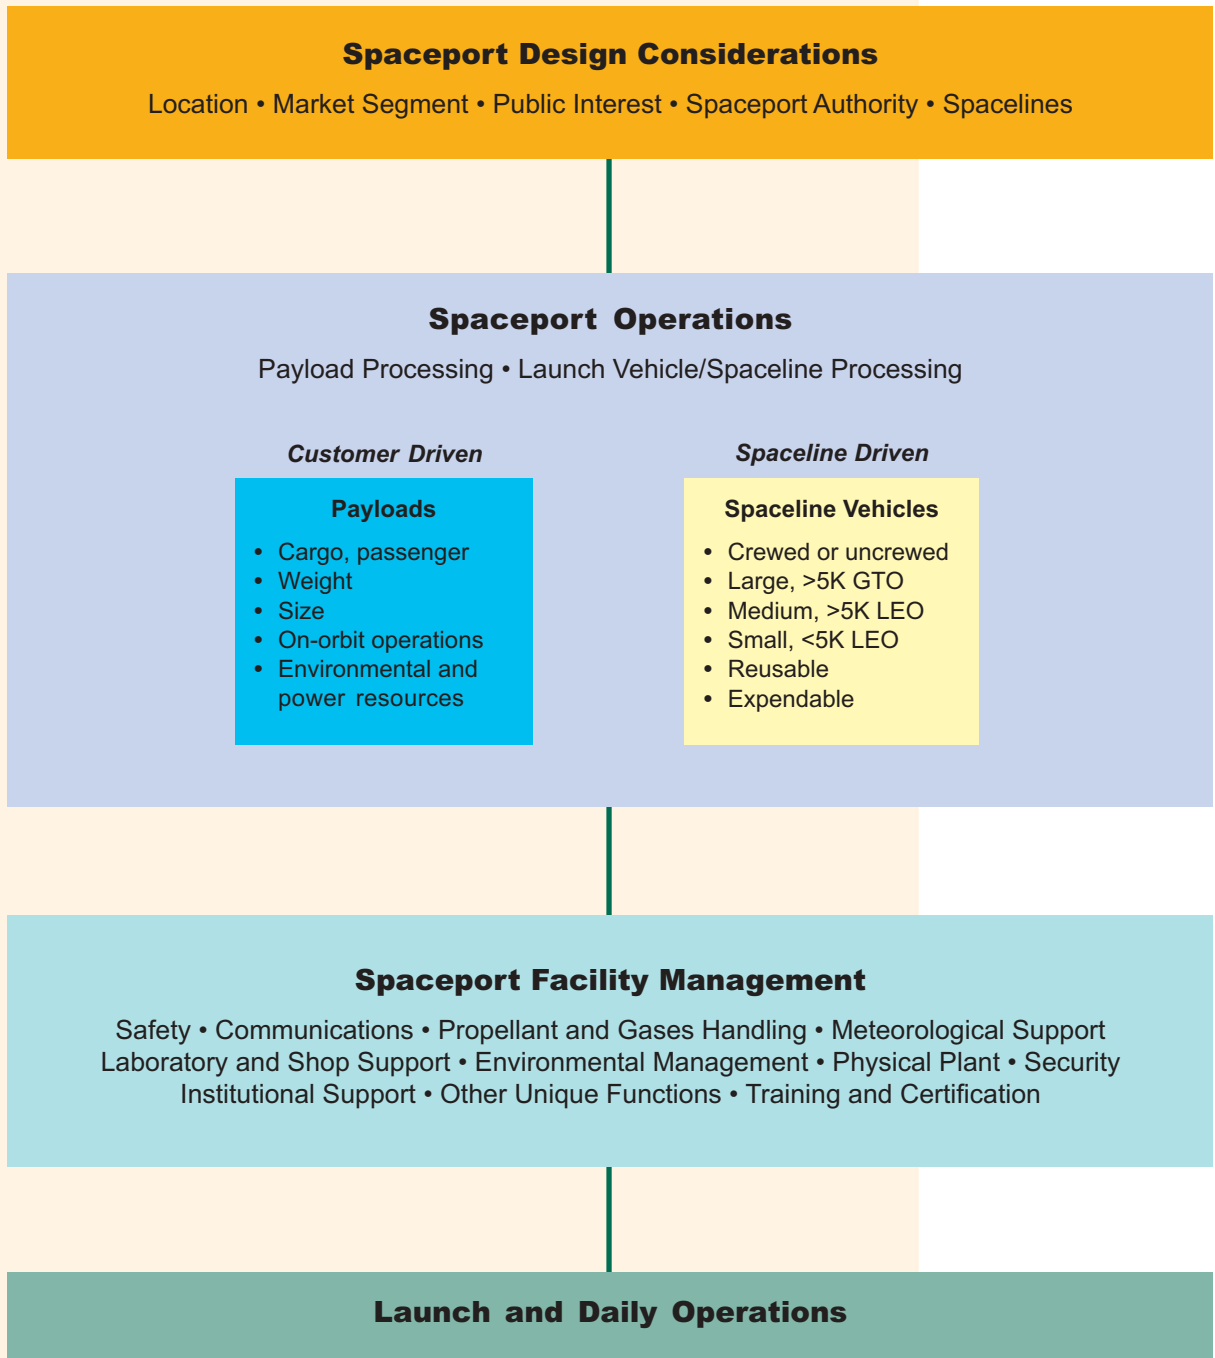 Spaceport Design Considerations
Location • Market Segment • Public Interest • Spaceport Authority • Spacelines
Spaceport Operations
Payload Processing • Launch Vehicle/Spaceline Processing
Customer Driven
Payloads
• Cargo, passenger
• Weight
• Size
• On-orbit operations
• Environmental and
power resources
Spaceline Driven
Spaceline Vehicles
• Crewed or uncrewed
• Large, >5K GTO
• Medium, >5K LEO
• Small, <5K LEO
• Reusable
• Expendable
Spaceport Facility Management
Safety • Communications • Propellant and Gases Handling • Meteorological Support
Laboratory and Shop Support • Environmental Management • Physical Plant • Security
Institutional Support • Other Unique Functions • Training and Certification
Launch and Daily Operations